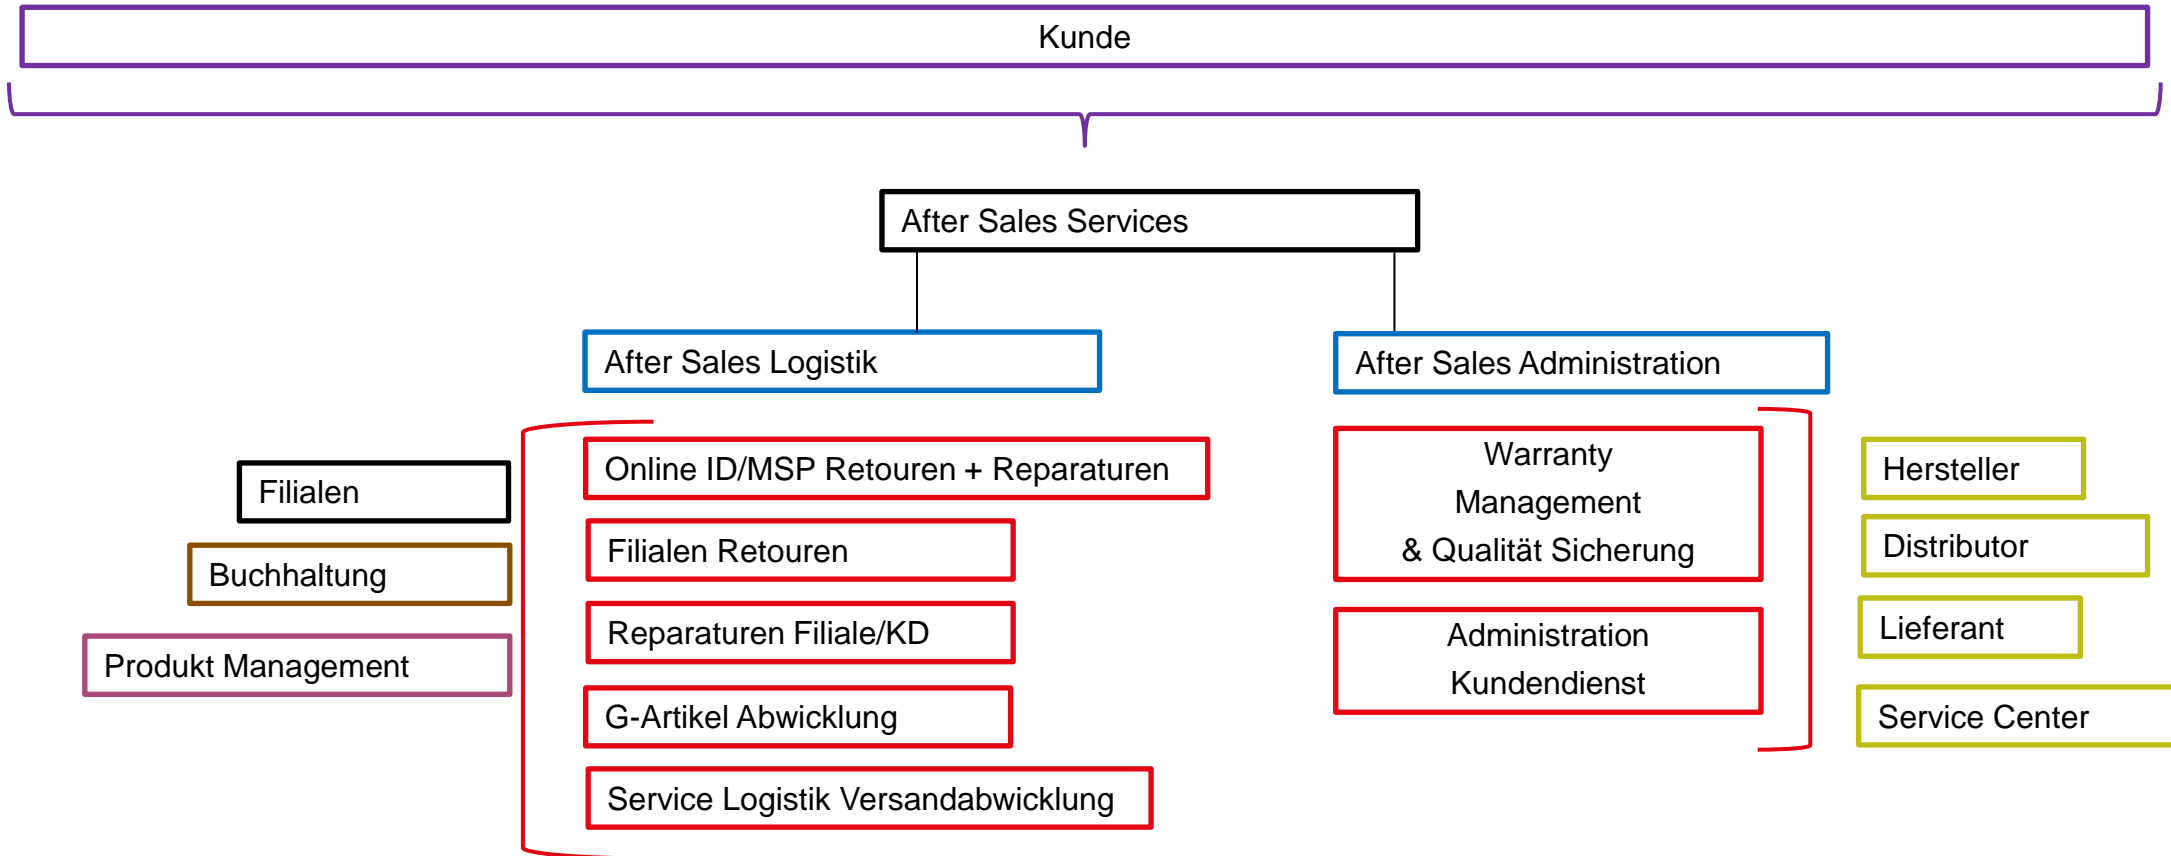 Kunde
After Sales Services
After Sales Logistik
After Sales Administration
Filialen
Buchhaltung
Produkt Management
Online ID/MSP Retouren + Reparaturen
Filialen Retouren
Reparaturen Filiale/KD
G-Artikel Abwicklung
Service Logistik Versandabwicklung
Warranty
Management
& Qualität Sicherung
Administration
Kundendienst
Hersteller
Distributor
Lieferant
Service Center